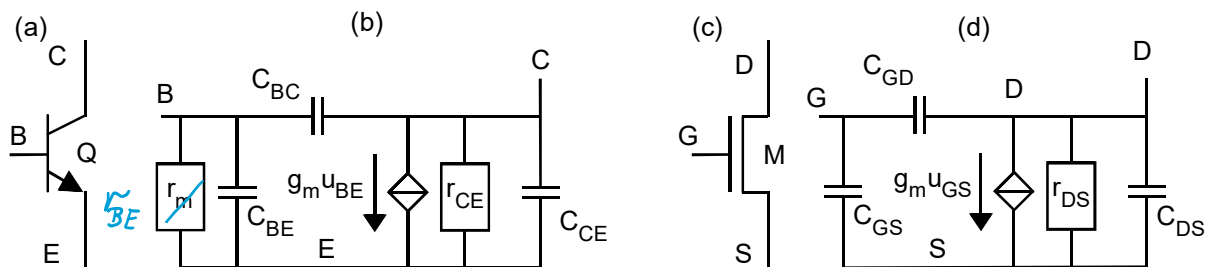 (a)
C
B
Q
E
(b)
B
C_BC
C
r_m
r_BE
C_BE
g_m u_BE
r_CE
C_CE
E
(c)
D
G
M
S
(d)
G
C_GD
D
D
C_GS
g_m u_GS
r_DS
C_DS
S